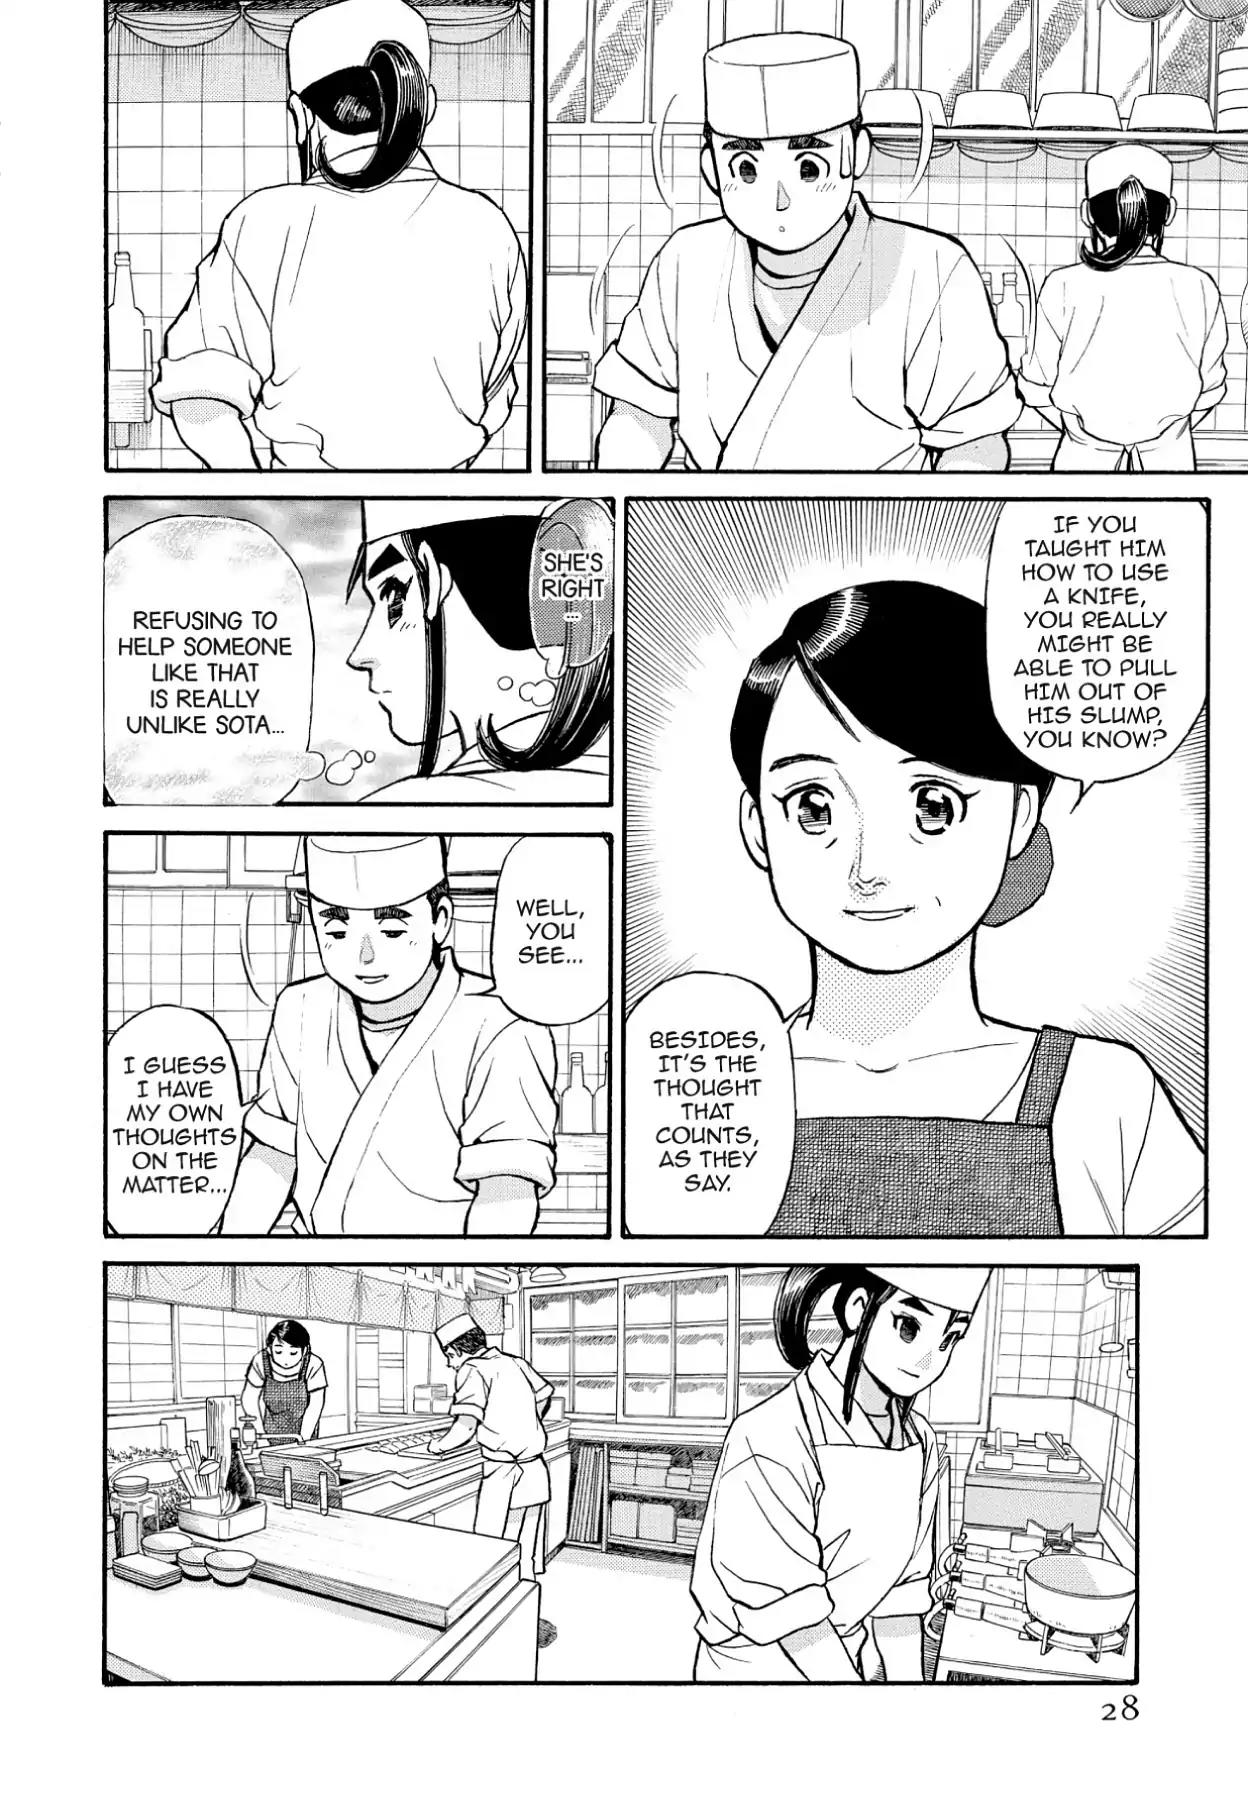 IF YOU
TAUGHT HIM
HOW TO USE
A KNIFE,
YOU REALLY
MIGHT BE
ABLE TO PULL
HIM OUT OF
HIS SLUMP,
YOU KNOW?
BESIDES,
IT'S THE
THOUGHT
THAT
COUNTS,
AS THEY
SAY.
SHE'S
RIGHT
...
REFUSING TO
HELP SOMEONE
LIKE THAT
IS REALLY
UNLIKE SOTA...
WELL,
YOU
SEE...
I GUESS
I HAVE
MY OWN
THOUGHTS
ON THE
MATTER...
28